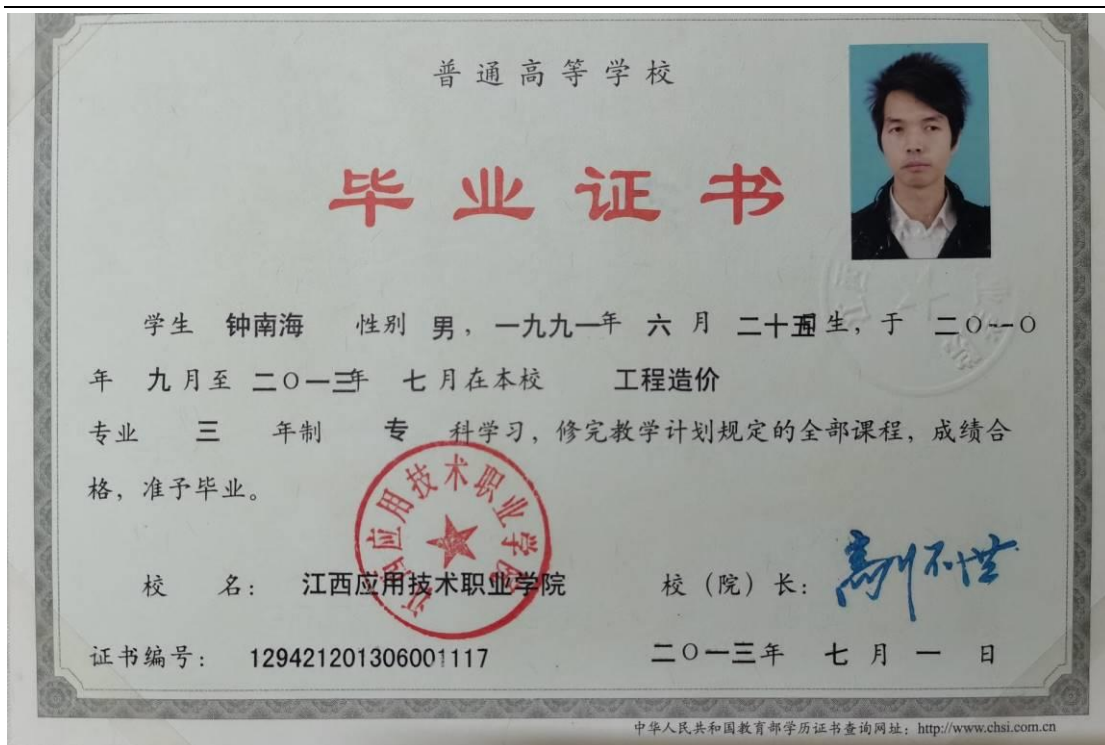 普通高等学校
毕业证书
学生 钟南海 性别 男，一九九一年 六 月 二十五日生，于 二〇一〇
年 九月至 二〇一三年 七月在本校 工程造价
专业 三 年制 专 科学习，修完教学计划规定的全部课程，成绩合
格，准予毕业。
江西应用技术职业学院
校 名： 江西应用技术职业学院 校（院）长：
证书编号： 129421201306001117 二〇一三年 七月一日
中华人民共和国教育部学历证书查询网址：http://www.chsi.com.cn